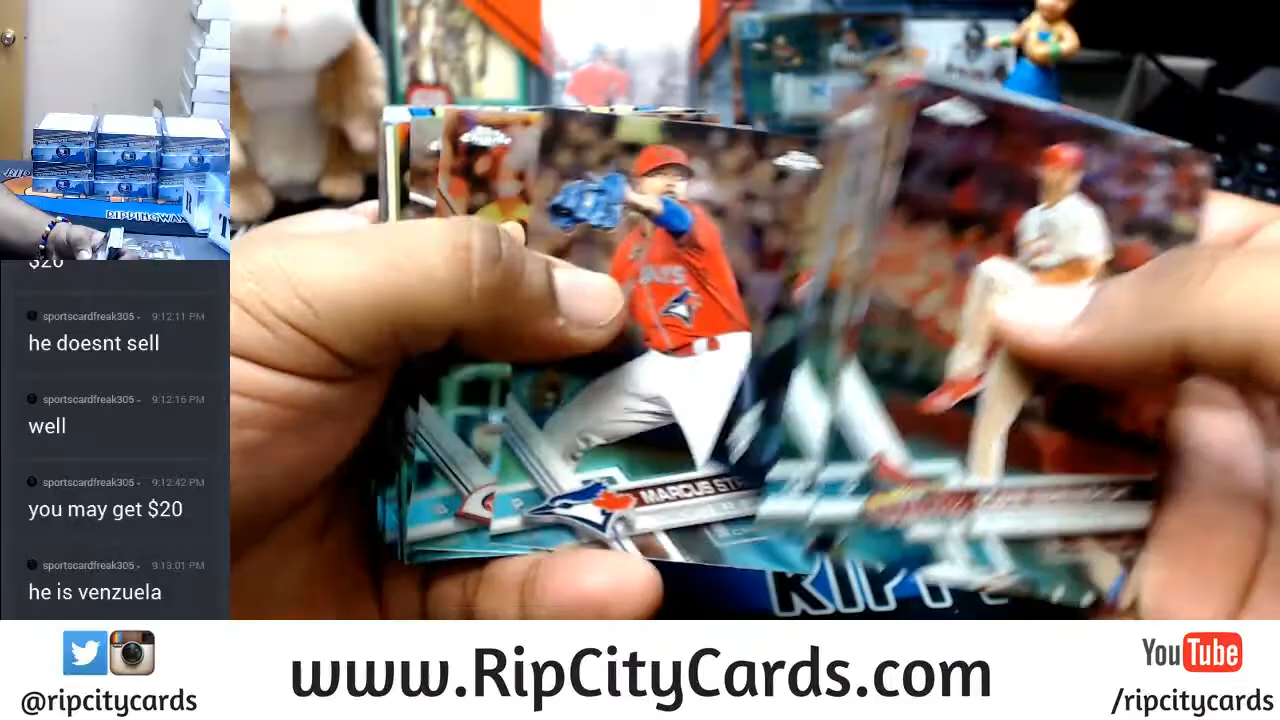 RIPPINGWAX
$20
sportscardfreak305 - 9:12:11 PM
he doesnt sell
sportscardfreak305 - 9:12:16 PM
well
sportscardfreak305 - 9:12:42 PM
you may get $20
sportscardfreak305 - 9:13:01 PM
he is venzuela
MARCUS
RIPP
@ripcitycards
www.RipCityCards.com
YouTube
/ripcitycards